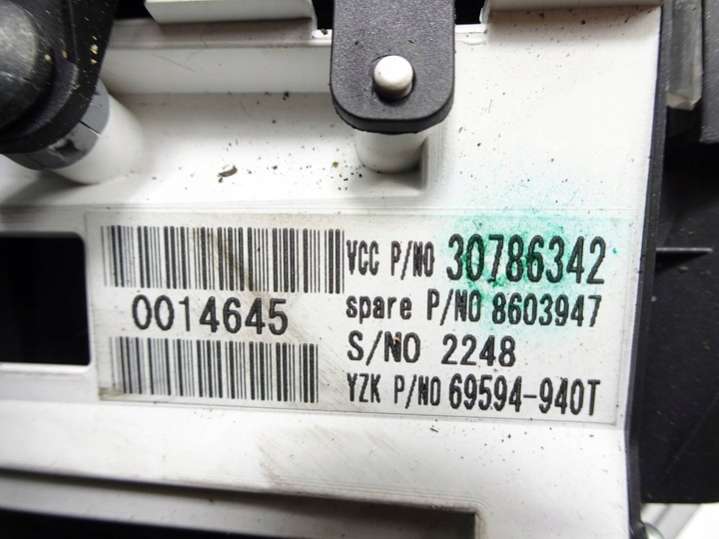 VCC P/NO 30786342
0014645
spare P/NO 8603947
S/NO 2248
YZK P/NO 69594-940T